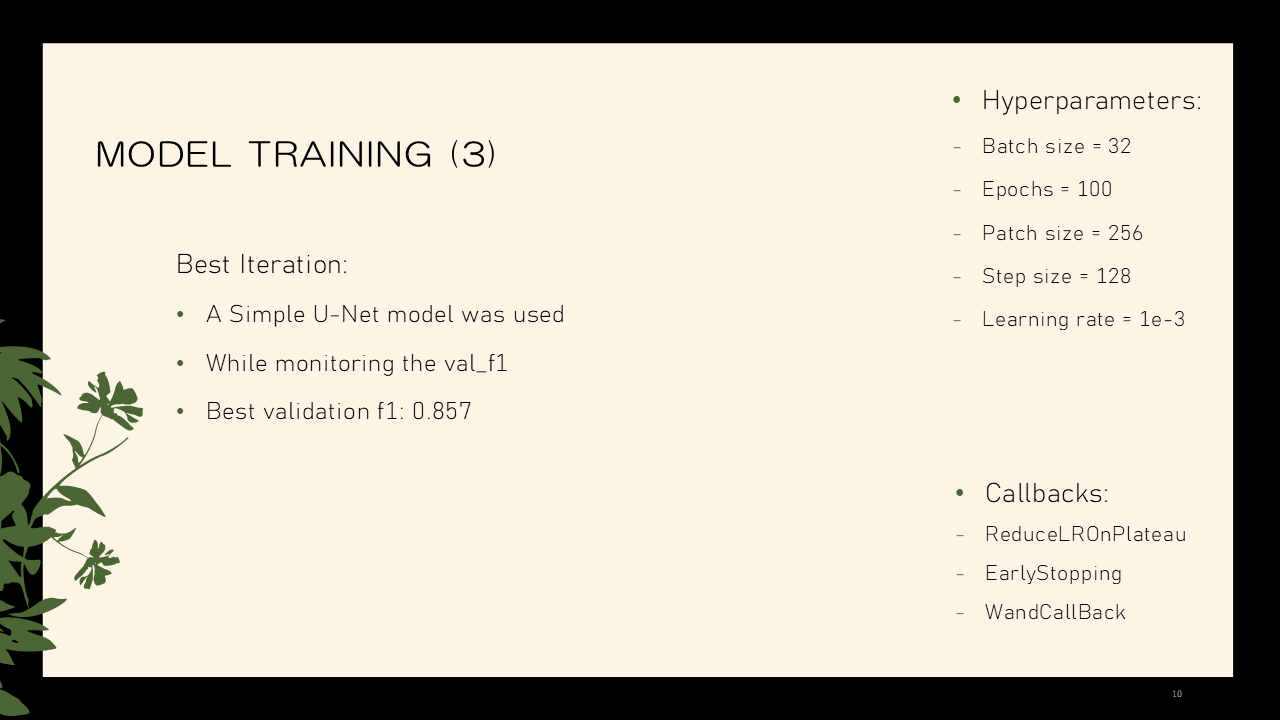 MODEL TRAINING (3)
Best Iteration:
• A Simple U-Net model was used
• While monitoring the val_f1
• Best validation f1: 0.857
• Hyperparameters:
- Batch size = 32
- Epochs = 100
- Patch size = 256
- Step size = 128
- Learning rate = 1e-3
• Callbacks:
- ReduceLROnPlateau
- EarlyStopping
- WandCallBack
10